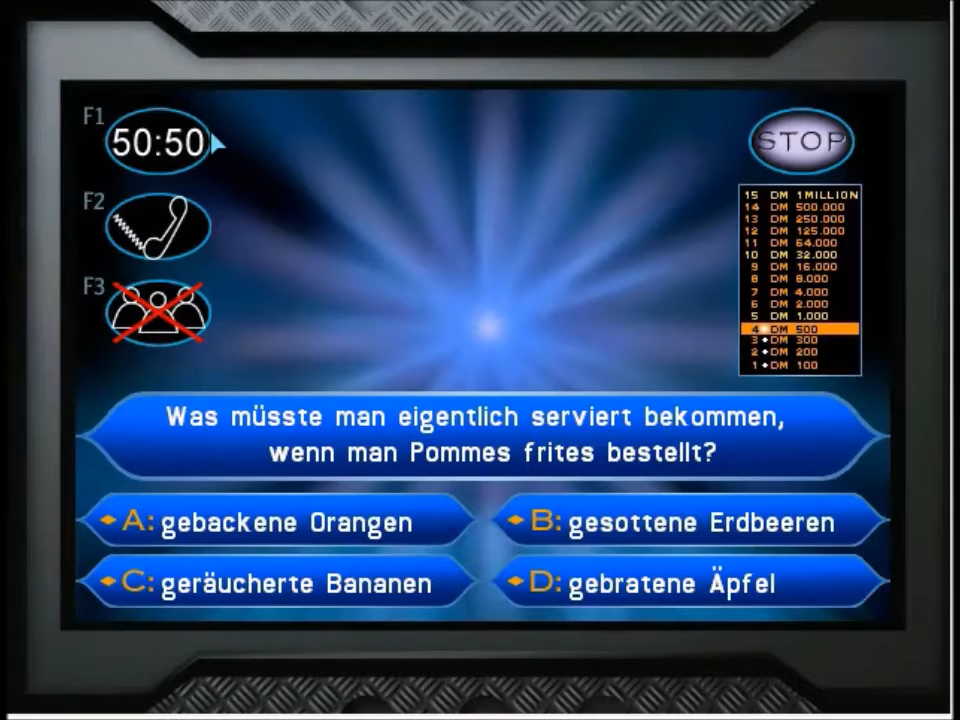 F1
50:50
STOP
F2
F3
15 DM 1MILLION
14 DM 500.000
13 DM 250.000
12 DM 125.000
11 DM 64.000
10 DM 32.000
9 DM 16.000
8 DM 8.000
7 DM 4.000
6 DM 2.000
5 DM 1.000
4 DM 500
3 DM 300
2 DM 200
1 DM 100
Was müsste man eigentlich serviert bekommen,
wenn man Pommes frites bestellt?
A: gebackene Orangen
B: gesottene Erdbeeren
C: geräucherte Bananen
D: gebratene Äpfel